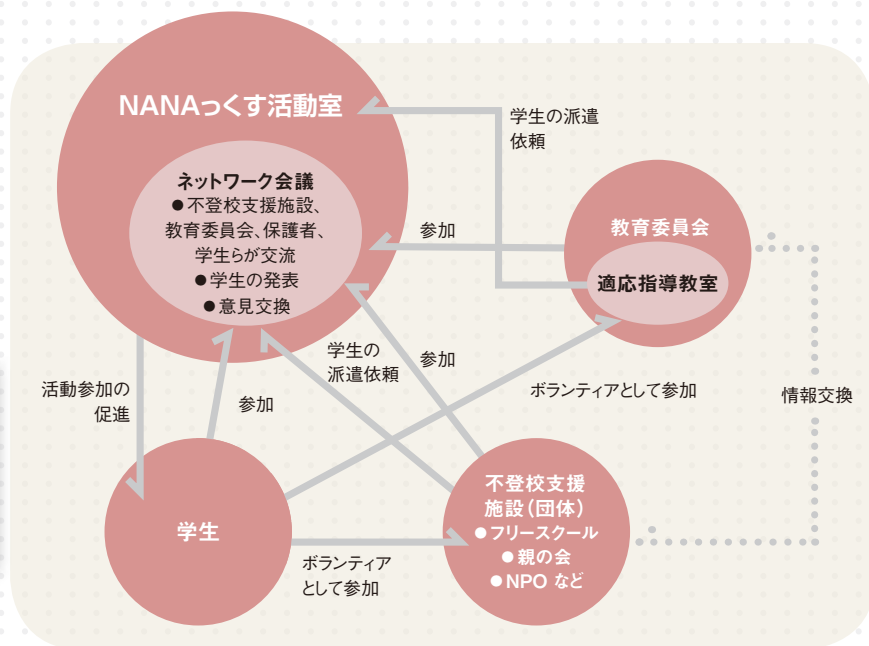 NANAっくす活動室
ネットワーク会議
●不登校支援施設、
教育委員会、保護者、
学生らが交流
●学生の発表
●意見交換
学生の派遣
依頼
参加
教育委員会
適応指導教室
学生の
派遣依頼
参加
ボランティアとして参加
情報交換
活動参加の
促進
参加
学生
ボランティア
として参加
不登校支援
施設(団体)
●フリースクール
●親の会
●NPO など